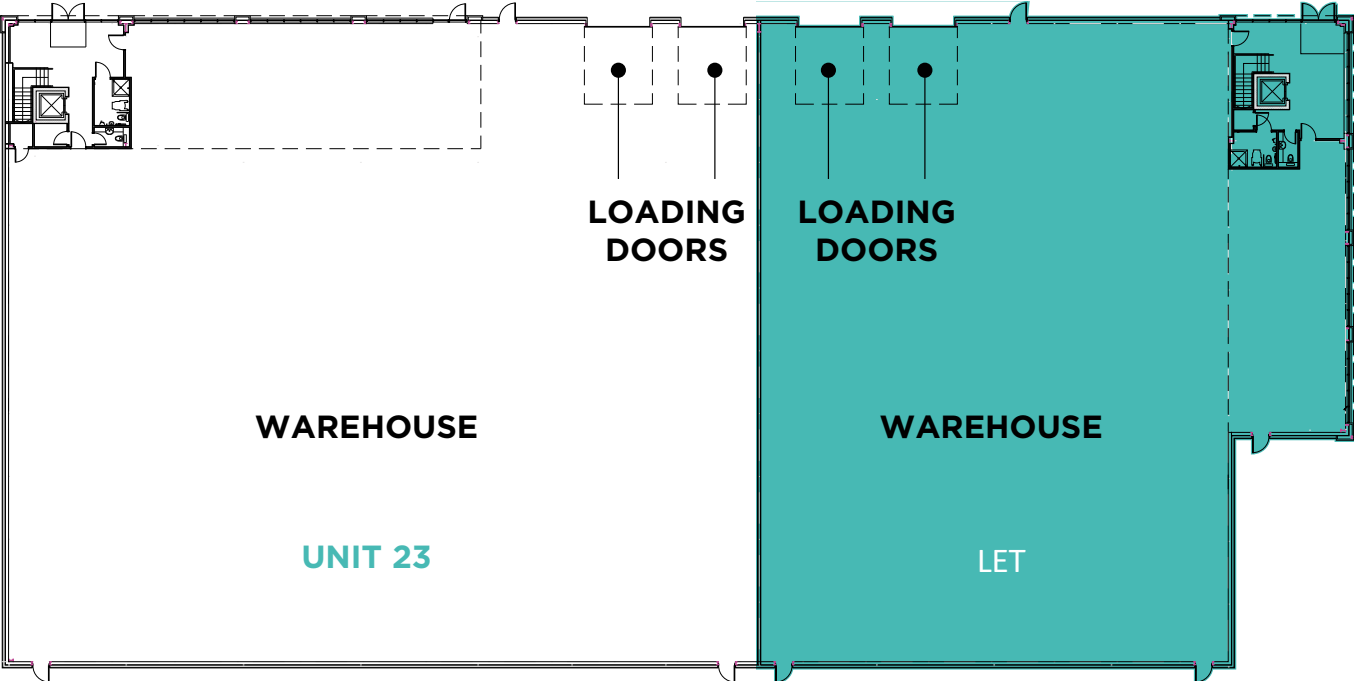 LOADING
DOORS
LOADING
DOORS
WAREHOUSE
WAREHOUSE
UNIT 23
LET